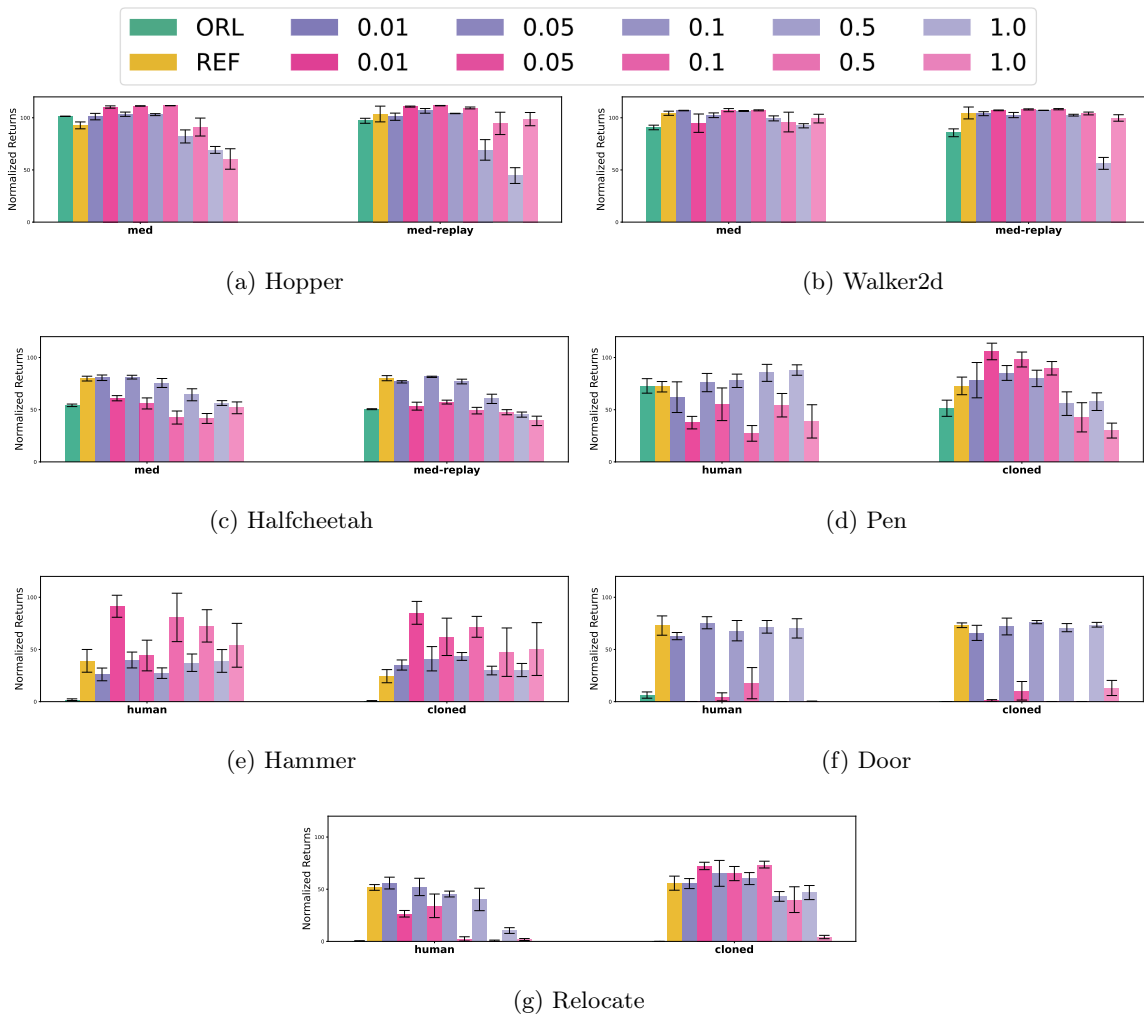 ORL 0.01 0.05 0.1 0.5 1.0
REF 0.01 0.05 0.1 0.5 1.0
Normalized Returns
100
50
0
med med-replay
(a) Hopper
Normalized Returns
100
50
0
med med-replay
(b) Walker2d
Normalized Returns
100
50
0
med med-replay
(c) Halfcheetah
Normalized Returns
100
50
0
human cloned
(d) Pen
Normalized Returns
100
50
0
human cloned
(e) Hammer
Normalized Returns
100
50
0
human cloned
(f) Door
Normalized Returns
100
50
0
human cloned
(g) Relocate